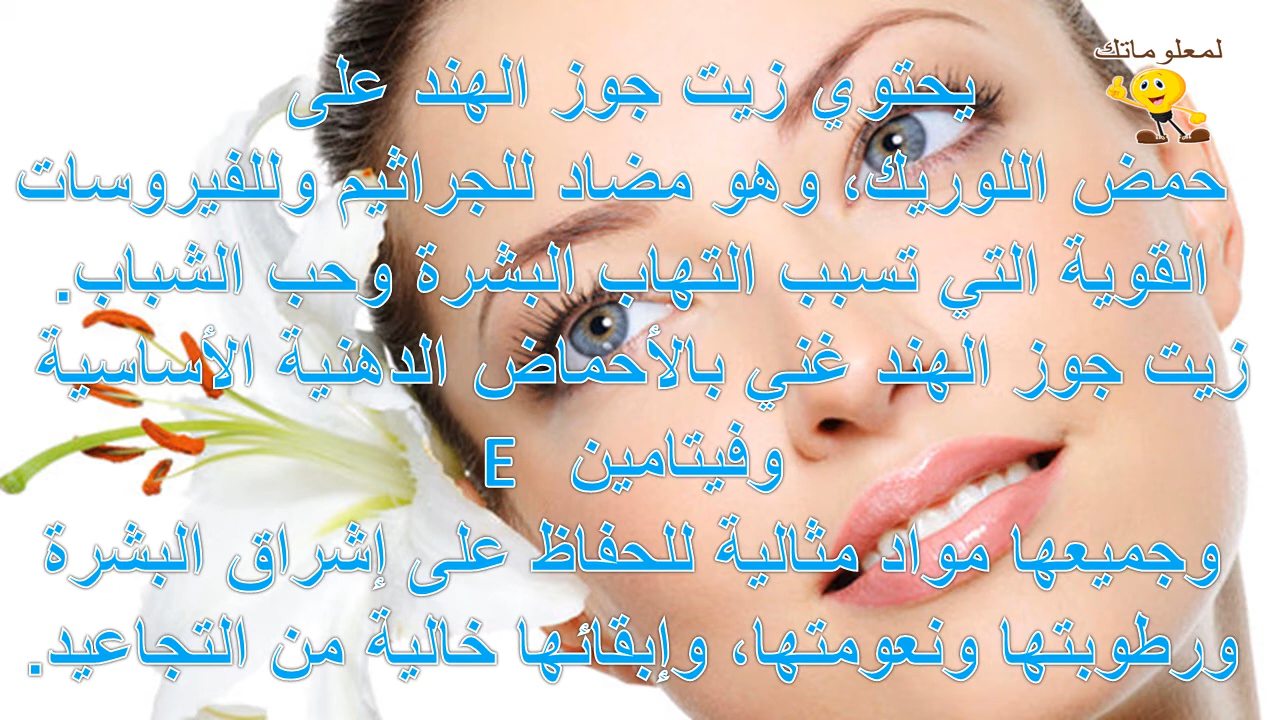 لمعلوماتك
يحتوي زيت جوز الهند على
حمض اللوريك، وهو مضاد للجراثيم وللفيروسات
القوية التي تسبب التهاب البشرة وحب الشباب.
زيت جوز الهند غني بالأحماض الدهنية الأساسية
وفيتامين E
وجميعها مواد مثالية للحفاظ على إشراق البشرة
ورطوبتها ونعومتها، وإبقائها خالية من التجاعيد.